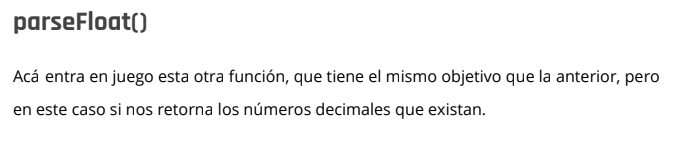 parseFloat()
Acá entra en juego esta otra función, que tiene el mismo objetivo que la anterior, pero
en este caso si nos retorna los números decimales que existan.